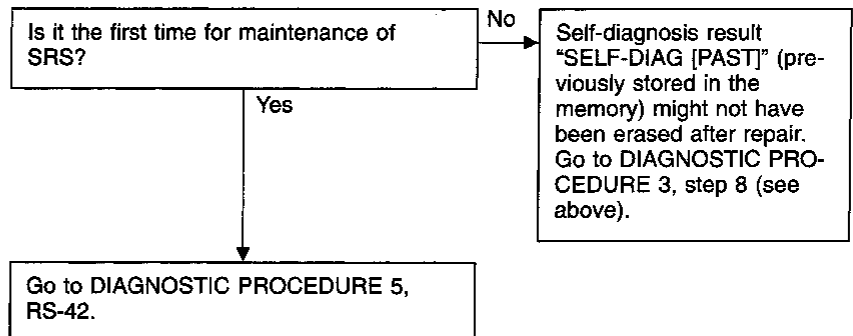 Is it the first time for maintenance of
SRS?
No
Self-diagnosis result
“SELF-DIAG [PAST]” (pre-
viously stored in the
memory) might not have
been erased after repair.
Go to DIAGNOSTIC PRO-
CEDURE 3, step 8 (see
above).
Yes
Go to DIAGNOSTIC PROCEDURE 5,
RS-42.